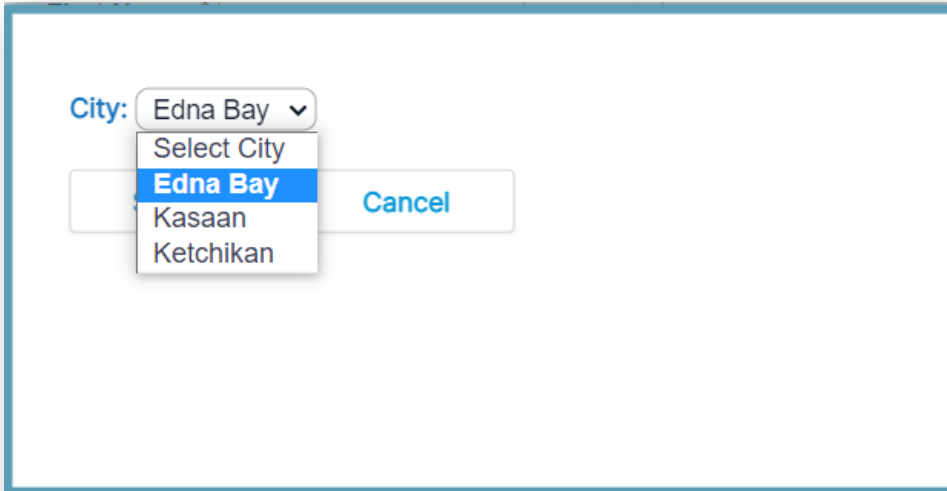 City: Edna Bay
Select City
Edna Bay
Kasaan
Ketchikan
Cancel